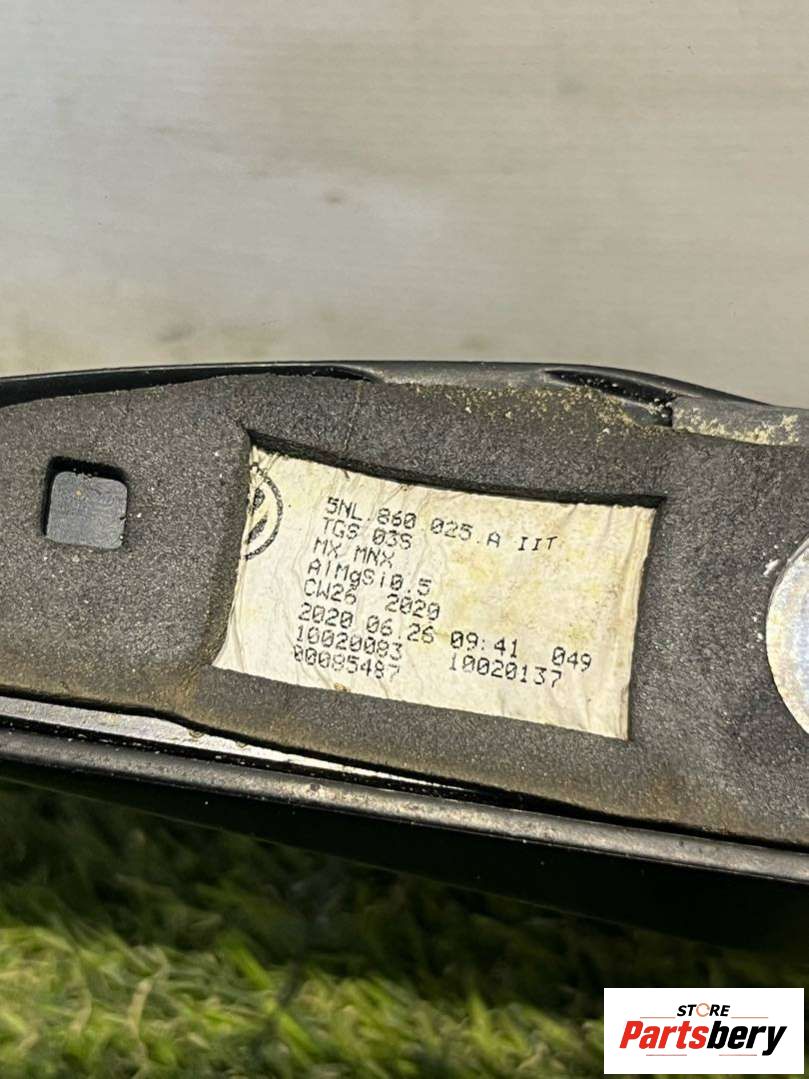 5NL.860.025.A IIT
TGS 03S
MX MNX
AlMgSi0.5
CW26 2020
2020.06.26 09:41 049
10020083 10020137
00085487
STORE
Partsbery